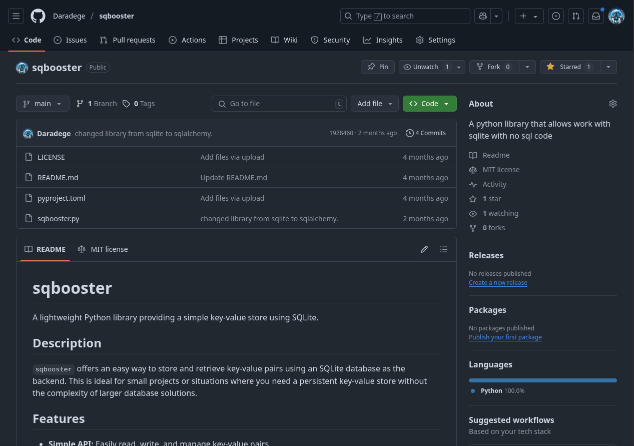 Daradege / sqbooster
Type / to search
Code Issues Pull requests Actions Projects Wiki Security Insights Settings
sqbooster Public
Pin Unwatch 1 Fork 0 Starred 1
main 1 Branch 0 Tags Go to file t Add file Code
Daradege changed library from sqlite to sqlalchemy. 1928460 · 2 months ago 4 Commits
LICENSE Add files via upload 4 months ago
README.md Update README.md 4 months ago
pyproject.toml Add files via upload 4 months ago
sqbooster.py changed library from sqlite to sqlalchemy. 2 months ago
README MIT license
sqbooster
A lightweight Python library providing a simple key-value store using SQLite.
Description
sqbooster offers an easy way to store and retrieve key-value pairs using an SQLite database as the
backend. This is ideal for small projects or situations where you need a persistent key-value store without
the complexity of larger database solutions.
Features
• Simple API: Easily read, write, and manage key-value pairs.
About
A python library that allows work with
sqlite with no sql code
Readme
MIT license
Activity
1 star
1 watching
0 forks
Releases
No releases published
Create a new release
Packages
No packages published
Publish your first package
Languages
Python 100.0%
Suggested workflows
Based on your tech stack